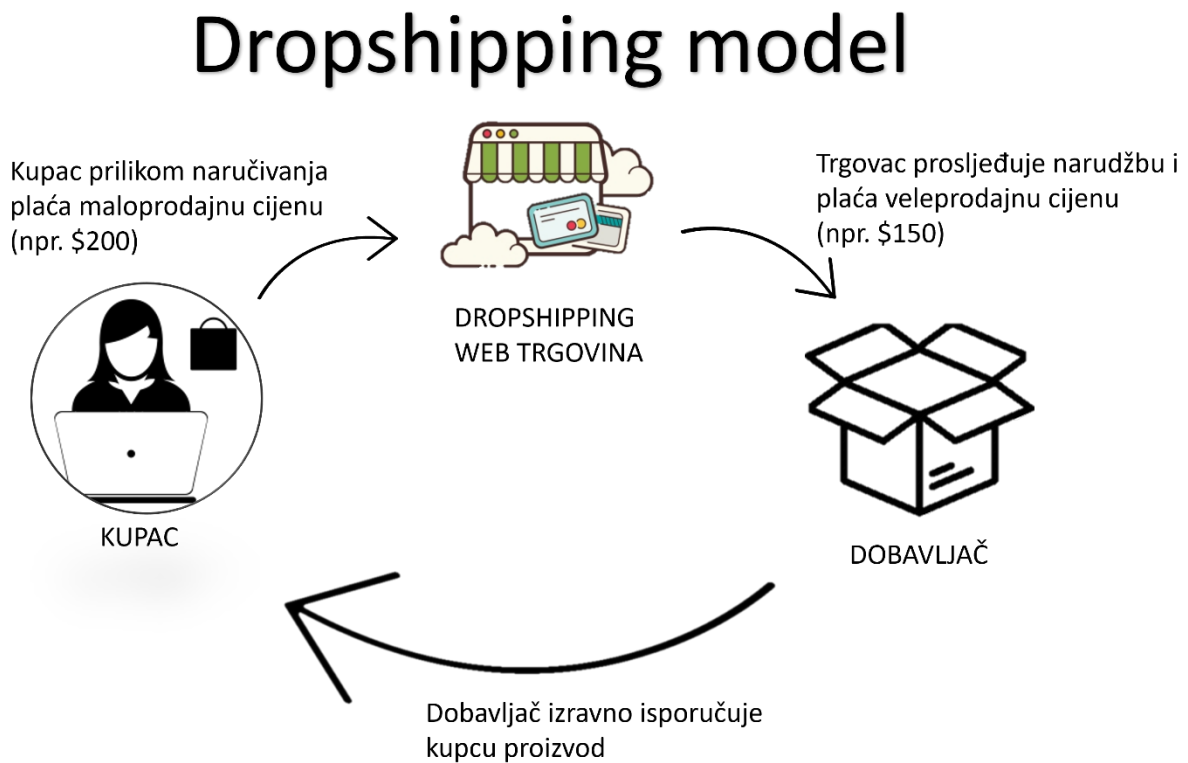 Dropshipping model
Kupac prilikom naručivanja
plaća maloprodajnu cijenu
(npr. $200)
Trgovac prosljeđuje narudžbu i
plaća veleprodajnu cijenu
(npr. $150)
DROPSHIPPING
WEB TRGOVINA
KUPAC
DOBAVLJAČ
Dobavljač izravno isporučuje
kupcu proizvod